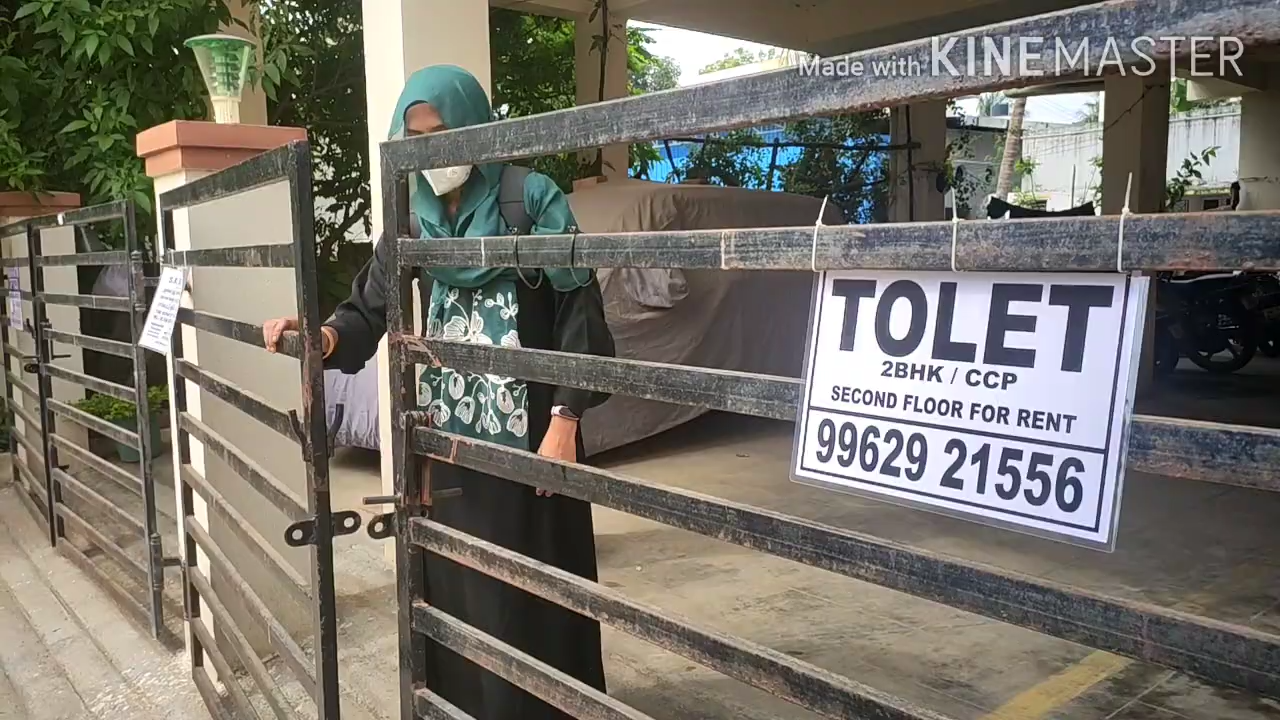 Made with KINEMASTER
TOLET
2BHK / CCP
SECOND FLOOR FOR RENT
99629 21556